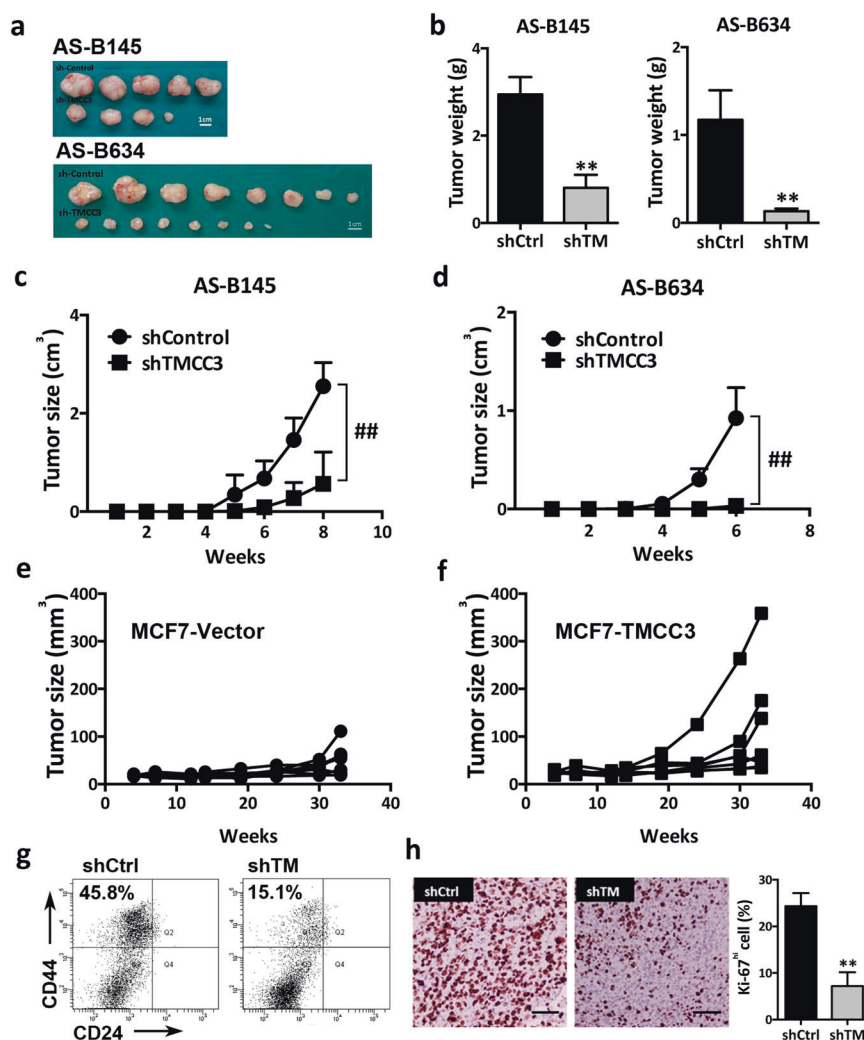 a
AS-B145
sh-Control
sh-TMCC3
1cm
AS-B634
sh-Control
sh-TMCC3
1cm
b
AS-B145
Tumor weight (g)
4
2
0
shCtrl
shTM
**
AS-B634
Tumor weight (g)
2
1
0
shCtrl
shTM
**
c
AS-B145
Tumor size (cm³)
4
2
0
shControl
shTMCC3
##
2 4 6 8 10
Weeks
d
AS-B634
Tumor size (cm³)
2
1
0
shControl
shTMCC3
##
2 4 6 8
Weeks
e
Tumor size (mm³)
400
300
200
100
0
MCF7-Vector
0 10 20 30 40
Weeks
f
Tumor size (mm³)
400
300
200
100
0
MCF7-TMCC3
0 10 20 30 40
Weeks
g
shCtrl
45.8%
Q2
Q4
shTM
15.1%
Q2
Q4
CD44
CD24
h
shCtrl
shTM
Ki-67hi cell (%)
30
20
10
0
**
shCtrl
shTM